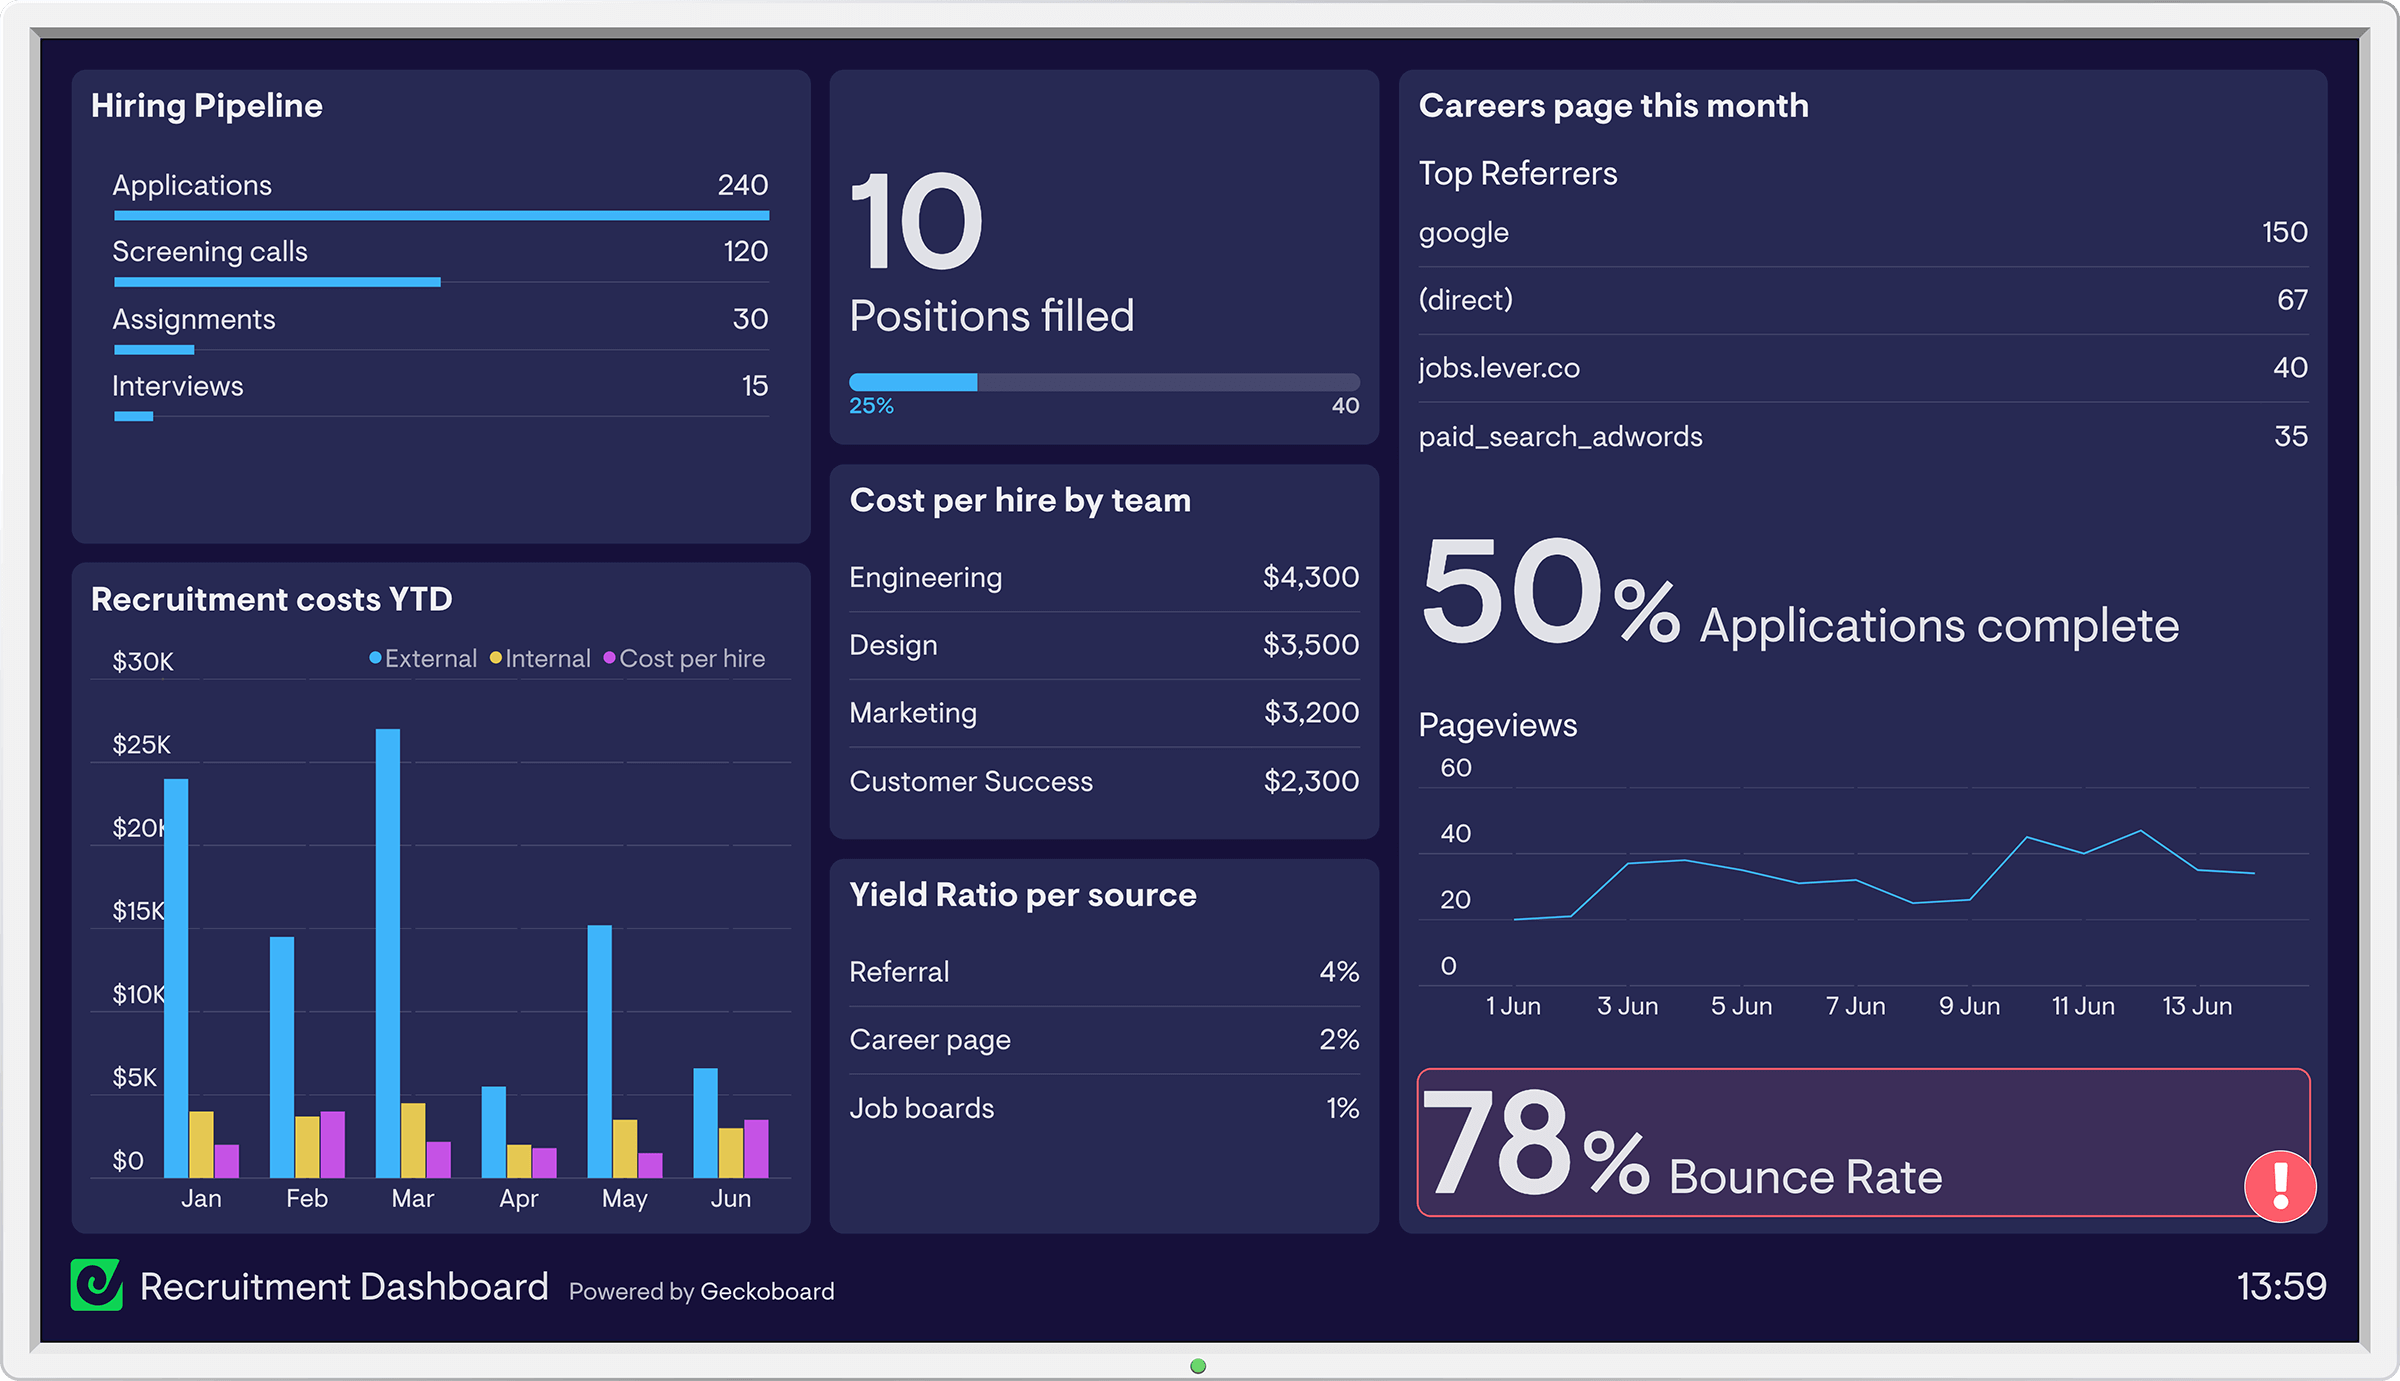 Hiring Pipeline
Applications 240
Screening calls 120
Assignments 30
Interviews 15
Recruitment costs YTD
External Internal Cost per hire
$30K
$25K
$20K
$15K
$10K
$5K
$0
Jan Feb Mar Apr May Jun
10
Positions filled
25% 40
Cost per hire by team
Engineering $4,300
Design $3,500
Marketing $3,200
Customer Success $2,300
Yield Ratio per source
Referral 4%
Career page 2%
Job boards 1%
Careers page this month
Top Referrers
google 150
(direct) 67
jobs.lever.co 40
paid_search_adwords 35
50% Applications complete
Pageviews
60
40
20
0
1 Jun 3 Jun 5 Jun 7 Jun 9 Jun 11 Jun 13 Jun
78% Bounce Rate
!
Recruitment Dashboard Powered by Geckoboard 13:59